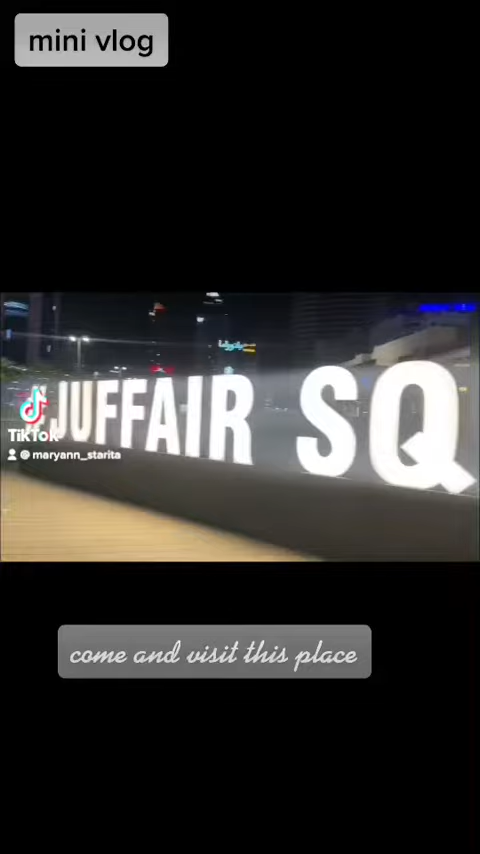 mini vlog
JUFFAIR SQ
TikTok
@maryann_starita
come and visit this place